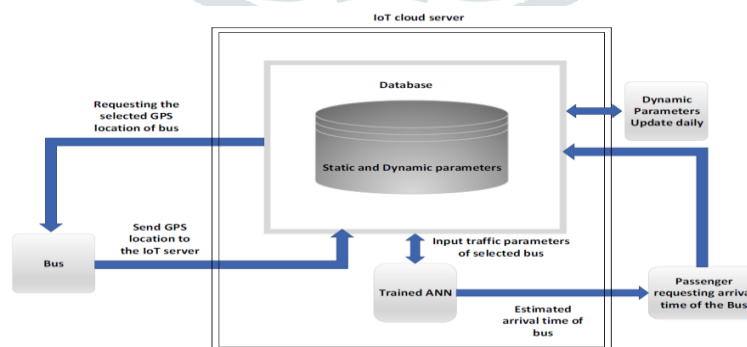 IoT cloud server
Database
Static and Dynamic parameters
Requesting the
selected GPS
location of bus
Dynamic
Parameters
Update daily
Send GPS
location to
the IoT server
Bus
Input traffic parameters
of selected bus
Trained ANN
Estimated
arrival time of
bus
Passenger
requesting arrival
time of the Bus